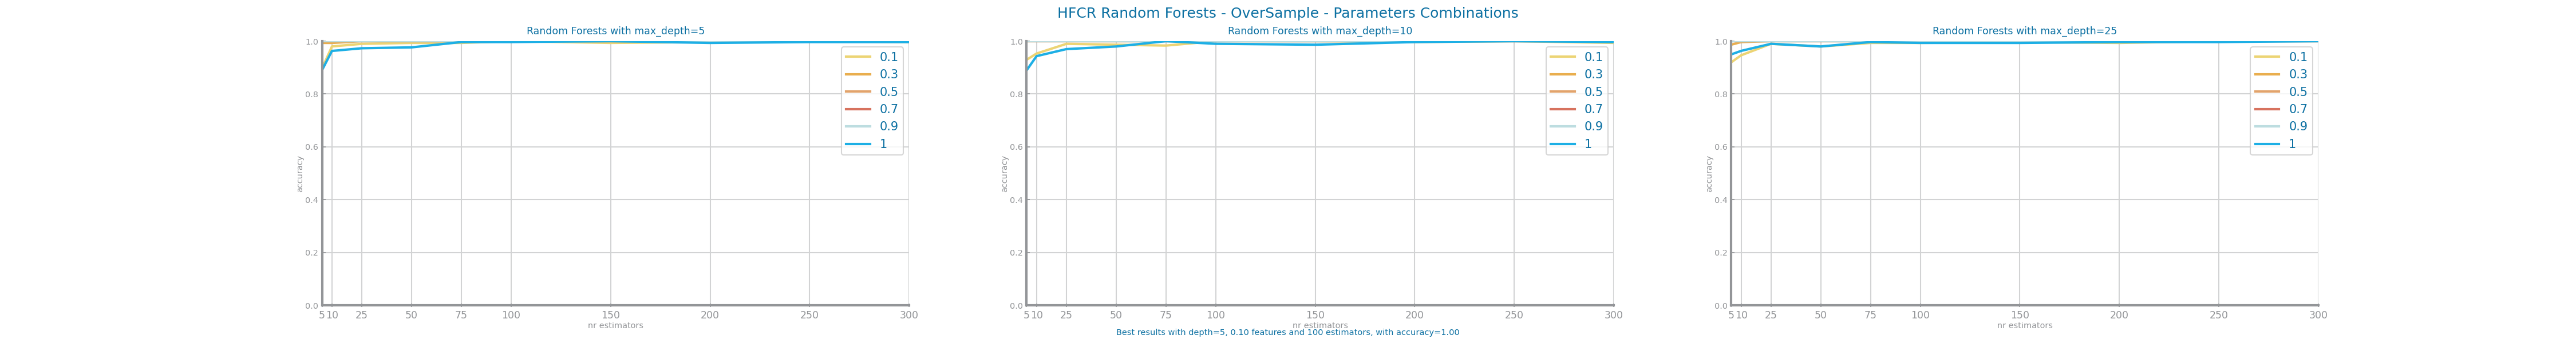 HFCR Random Forests - OverSample - Parameters Combinations
Random Forests with max_depth=5
1.0
0.8
0.6
0.4
0.2
0.0
accuracy
5 10 25 50 75 100 150 200 250 300
nr estimators
0.1
0.3
0.5
0.7
0.9
1
Random Forests with max_depth=10
1.0
0.8
0.6
0.4
0.2
0.0
accuracy
5 10 25 50 75 100 150 200 250 300
nr estimators
0.1
0.3
0.5
0.7
0.9
1
Random Forests with max_depth=25
1.0
0.8
0.6
0.4
0.2
0.0
accuracy
5 10 25 50 75 100 150 200 250 300
nr estimators
0.1
0.3
0.5
0.7
0.9
1
Best results with depth=5, 0.10 features and 100 estimators, with accuracy=1.00